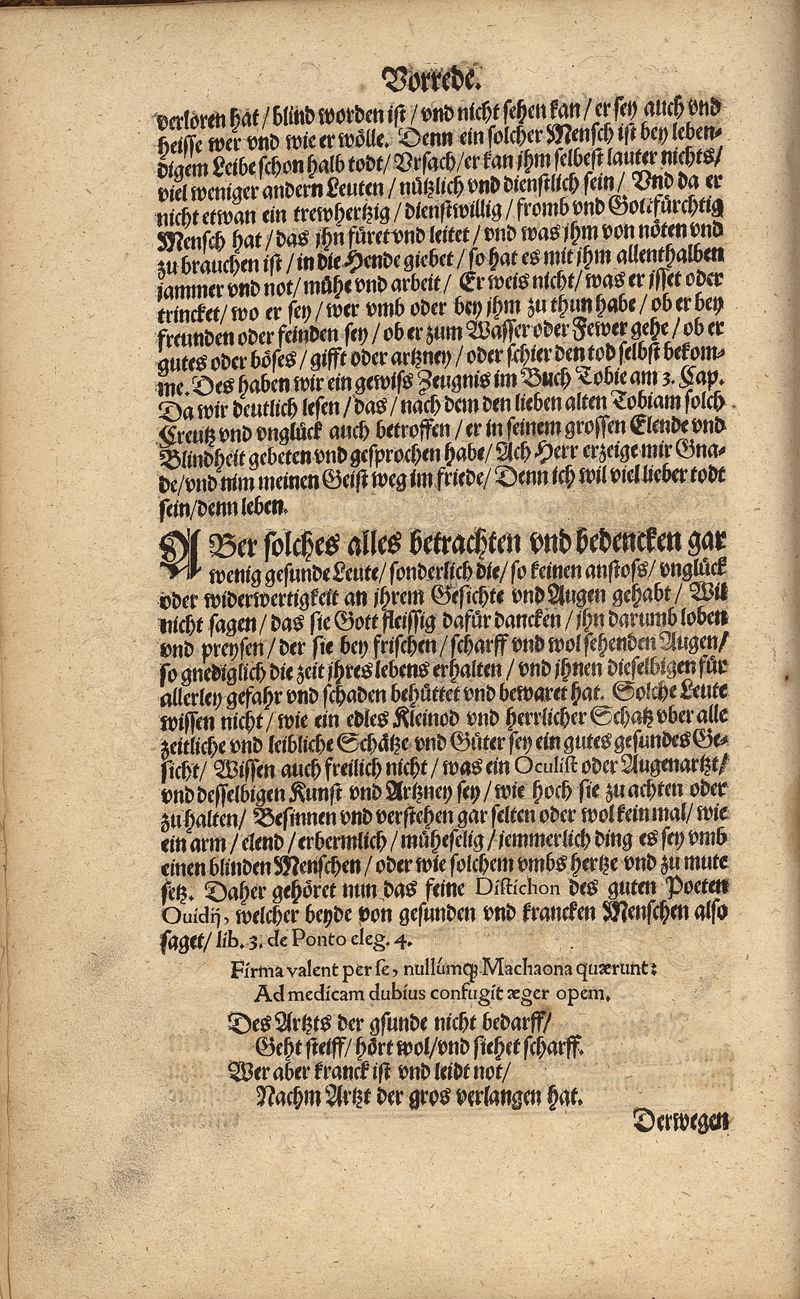 Vorrede.
verloren hat / blind worden ist / vnd nicht sehen kan / er sey auch vnd
heisse wer vnd wie er wölle. Denn ein solcher Mensch ist bey leben-
digem Leibe schon halb todt / Vrsach / er kan jhm selbest lauter nichts /
viel weniger andern Leuten / nützlich vnd dienstlich sein / Vnd da er
nicht etwan ein trewhertzig / dienstwillig / fromb vnd Gottfürchtig
Mensch hat / das jhn füret vnd leitet / vnd was jhm von nöten vnd
zu brauchen ist / in die Hende giebet / so hat es mit jhm allenthalben
jammer vnd not / mühe vnd arbeit / Er weis nicht / was er isset oder
trincket / wo er sey / wer vmb oder bey jhm zu thun habe / ob er bey
freunden oder feinden sey / ob er zum Wasser oder Fewer gehe / ob er
gutes oder böses / gifft oder artzney / oder schier den tod selbst bekom-
me. Des haben wir ein gewiss Zeugnis im Buch Tobie am 3. Cap.
Da wir deutlich lesen / das / nach dem den lieben alten Tobiam solch
Creutz vnd vnglück auch betroffen / er in seinem grossen Elende vnd
Blindheit gebeten vnd gesprochen habe / Ach Herr erzeige mir Gna-
de / vnd nim meinen Geist weg im friede / Denn ich wil viel lieber todt
sein / denn leben.
ABer solches alles betrachten vnd bedencken gar
wenig gesunde Leute / sonderlich die / so keinen anstoss / vnglück
oder widerwertigkeit an jhrem Gesichte vnd Augen gehabt / Wil
nicht sagen / das sie Gott fleissig dafür dancken / jhn darumb loben
vnd preysen / der sie bey frischen / scharff vnd wol sehenden Augen /
so gnediglich die zeit jhres lebens erhalten / vnd jhnen dieselbigen für
allerley gefahr vnd schaden behüttet vnd bewaret hat. Solche Leute
wissen nicht / wie ein edles Kleinod vnd herrlicher Schatz vber alle
zeitliche vnd leibliche Schätze vnd Güter sey ein gutes gesundes Ge-
sicht / Wissen auch freilich nicht / was ein Oculist oder Augenartzt /
vnd desselbigen Kunst vnd Artzney sey / wie hoch sie zu achten oder
zu halten / Besinnen vnd verstehen gar selten oder wol kein mal / wie
ein arm / elend / erbermlich / müheselig / jemmerlich ding es sey vmb
einen blinden Menschen / oder wie solchem vmbs hertze vnd zu mute
setz. Daher gehöret nun das feine Distichon des guten Poeten
Ouidij, welcher beyde von gesunden vnd krancken Menschen also
saget / lib. 3. de Ponto eleg. 4.
Firma valent per se, nullúmq; Machaona quærunt:
Ad medicam dubius confugit æger opem.
Des Artzts der gsunde nicht bedarff /
Geht steiff / hört wol / vnd siehet scharff.
Wer aber kranck ist vnd leidt not /
Nachm Artzt der gros verlangen hat.
Derwegen